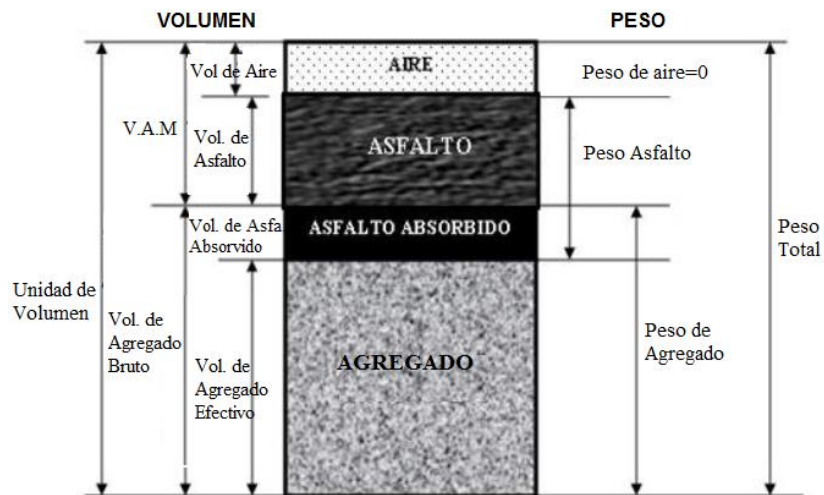 VOLUMEN
PESO
Vol de Aire
AIRE
Peso de aire=0
V.A.M
Vol. de
Asfalto
ASFALTO
Peso Asfalto
Vol. de Asfa
Absorvido
ASFALTO ABSORBIDO
Peso
Total
Unidad de
Volumen
Vol. de
Agregado
Bruto
Vol. de
Agregado
Efectivo
AGREGADO
Peso de
Agregado